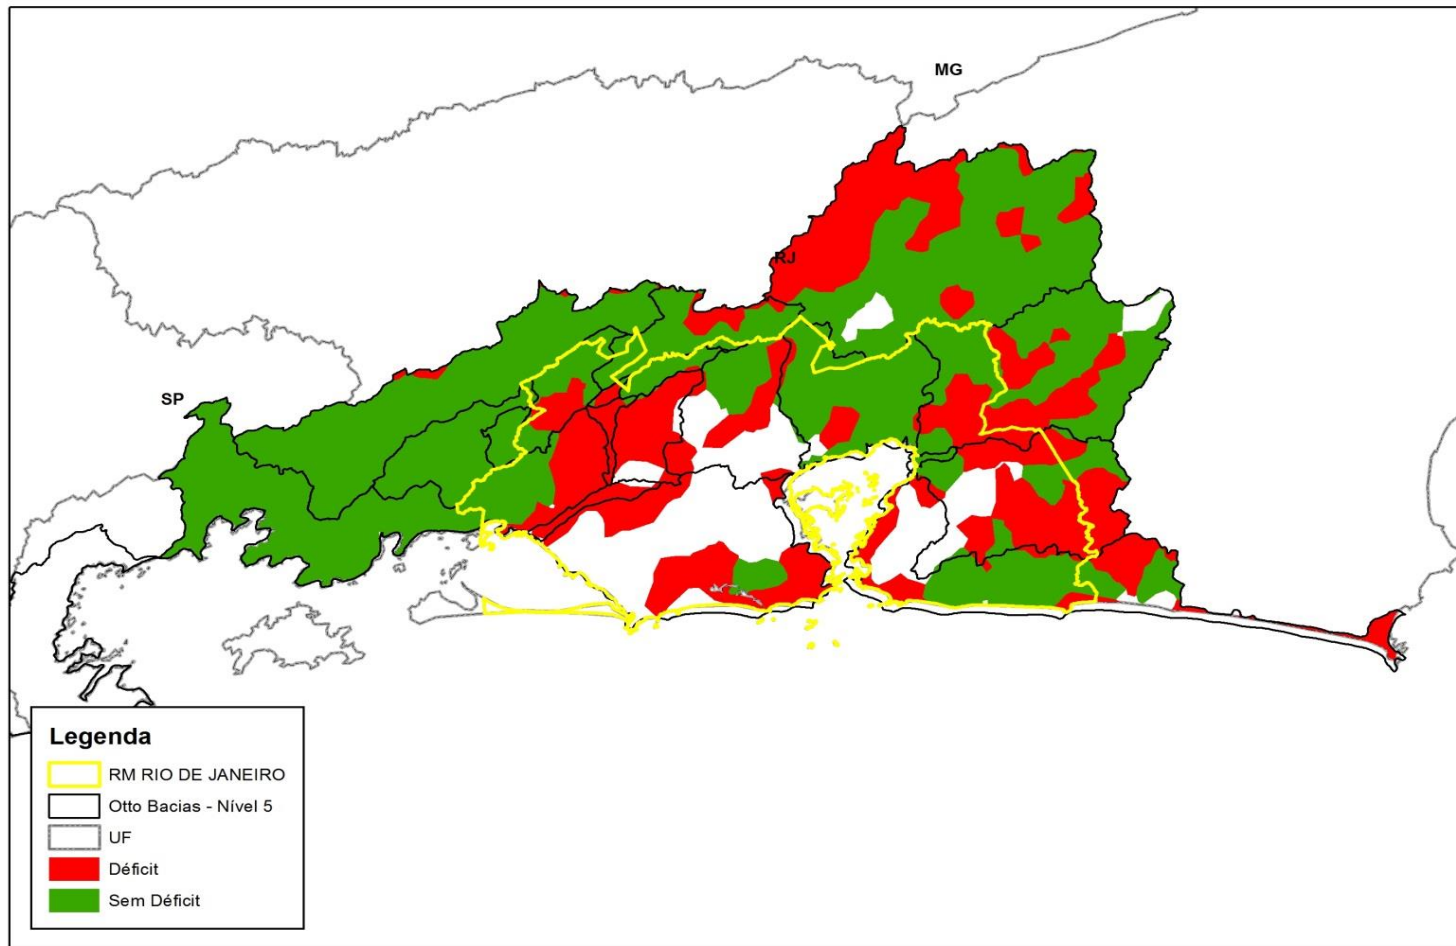 MG
RJ
SP
Legenda
RM RIO DE JANEIRO
Otto Bacias - Nível 5
UF
Déficit
Sem Déficit